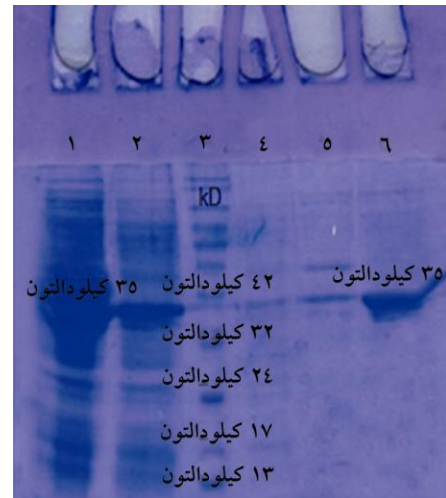 ١ ٢ ٣ ٤ ٥ ٦
kD
٣٥ كيلودالتون
٤٢ كيلودالتون
٣٥ كيلودالتون
٣٢ كيلودالتون
٢٤ كيلودالتون
١٧ كيلودالتون
١٣ كيلودالتون